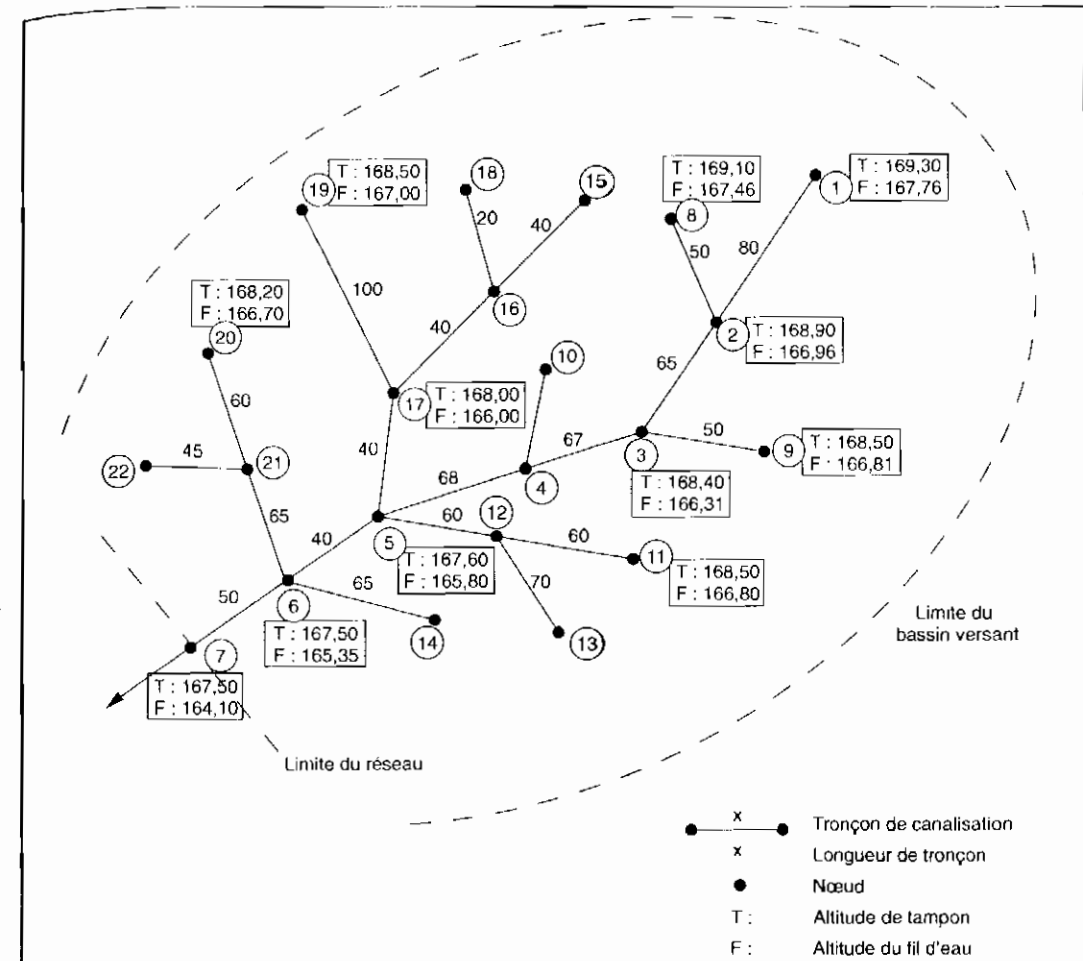 T : 168,50
F : 167,00
19
18
15
T : 169,10
F : 167,46
8
T : 169,30
F : 167,76
1
20
40
50
80
100
T : 168,20
F : 166,70
20
16
40
10
2
T : 168,90
F : 166,96
65
60
17
T : 168,00
F : 166,00
67
50
45
22
21
40
3
9
T : 168,50
F : 166,81
68
4
T : 168,40
F : 166,31
65
40
12
60
60
5
T : 167,60
F : 165,80
11
T : 168,50
F : 166,80
50
65
70
6
T : 167,50
F : 165,35
14
13
Limite du
bassin versant
7
T : 167,50
F : 164,10
Limite du réseau
x
Tronçon de canalisation
x
Longueur de tronçon
Nœud
T :
Altitude de tampon
F :
Altitude du fil d'eau